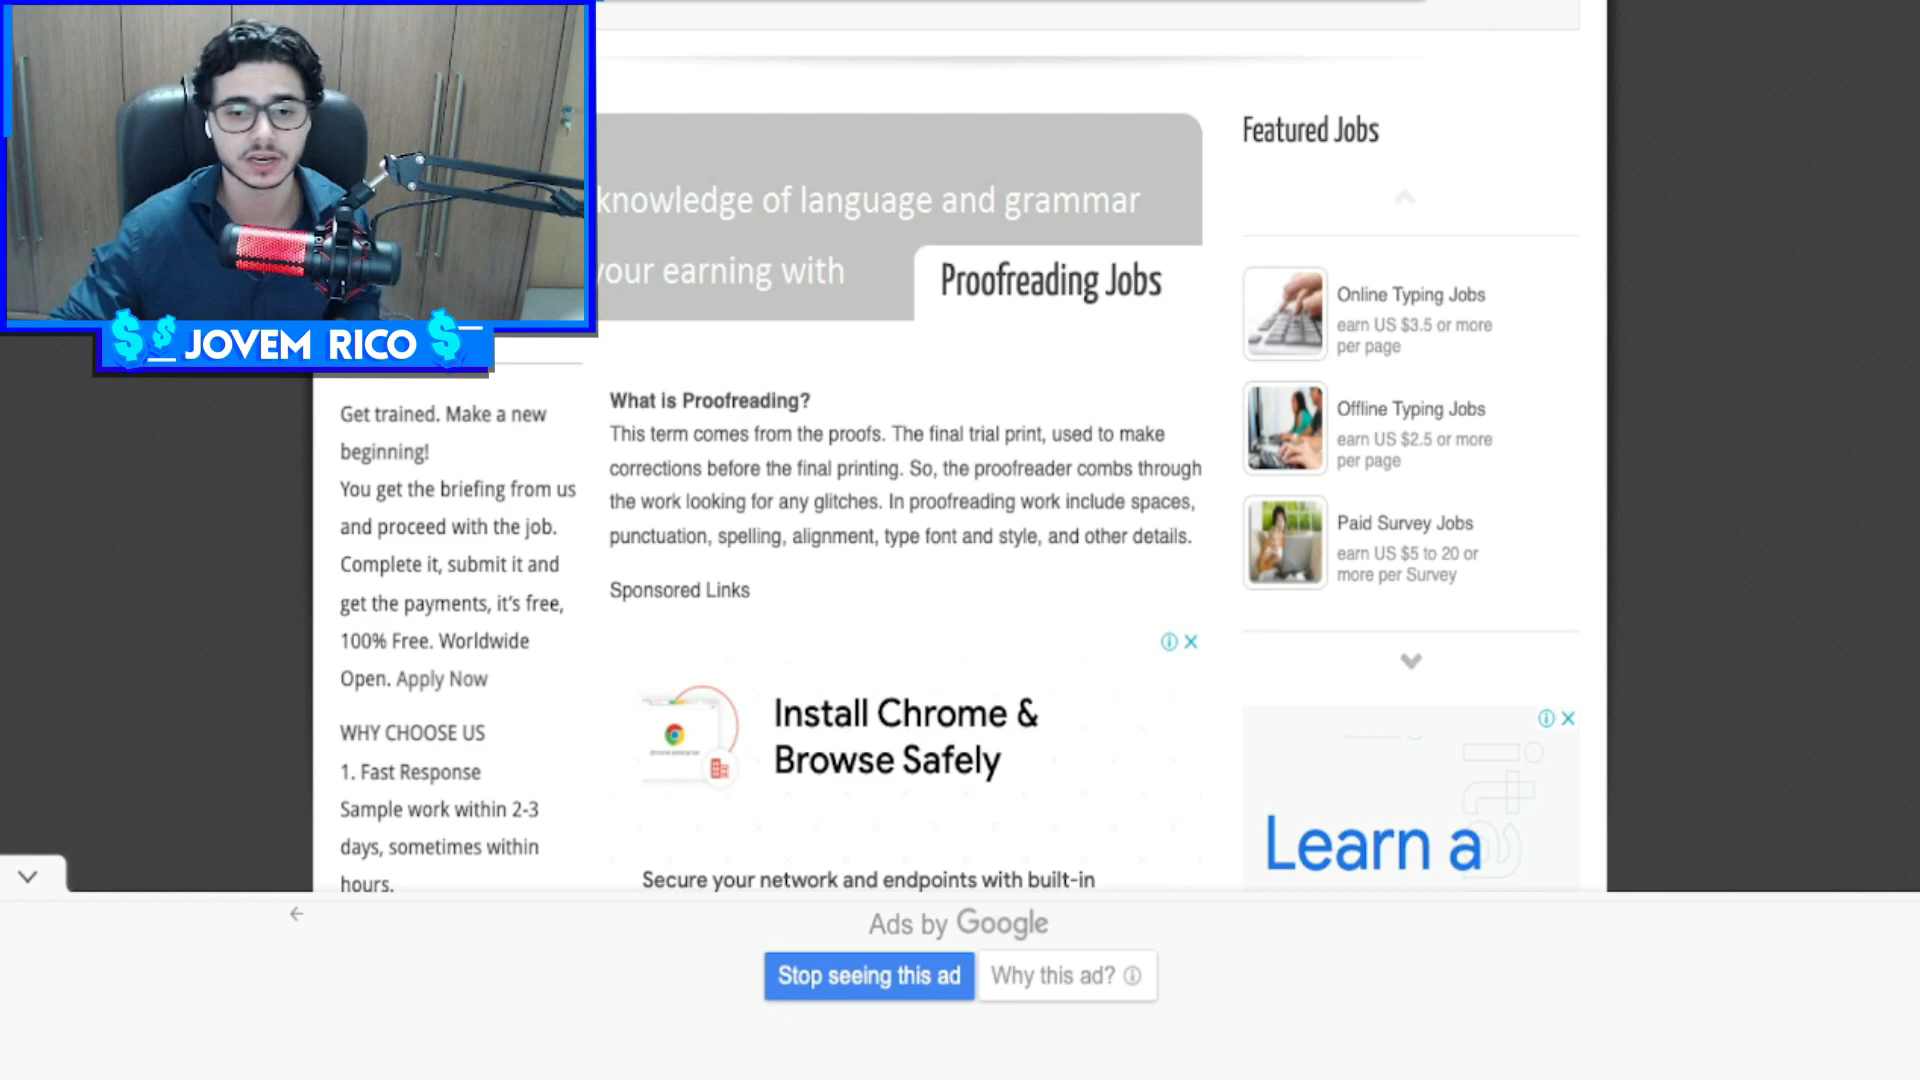 $ $ JOVEM RICO $
knowledge of language and grammar
your earning with
Proofreading Jobs
Get trained. Make a new
beginning!
You get the briefing from us
and proceed with the job.
Complete it, submit it and
get the payments, it's free,
100% Free. Worldwide
Open. Apply Now
WHY CHOOSE US
1. Fast Response
Sample work within 2-3
days, sometimes within
hours.
What is Proofreading?
This term comes from the proofs. The final trial print, used to make
corrections before the final printing. So, the proofreader combs through
the work looking for any glitches. In proofreading work include spaces,
punctuation, spelling, alignment, type font and style, and other details.
Sponsored Links
Install Chrome &
Browse Safely
Secure your network and endpoints with built-in
Featured Jobs
Online Typing Jobs
earn US $3.5 or more
per page
Offline Typing Jobs
earn US $2.5 or more
per page
Paid Survey Jobs
earn US $5 to 20 or
more per Survey
Learn a
Ads by Google
Stop seeing this ad
Why this ad?